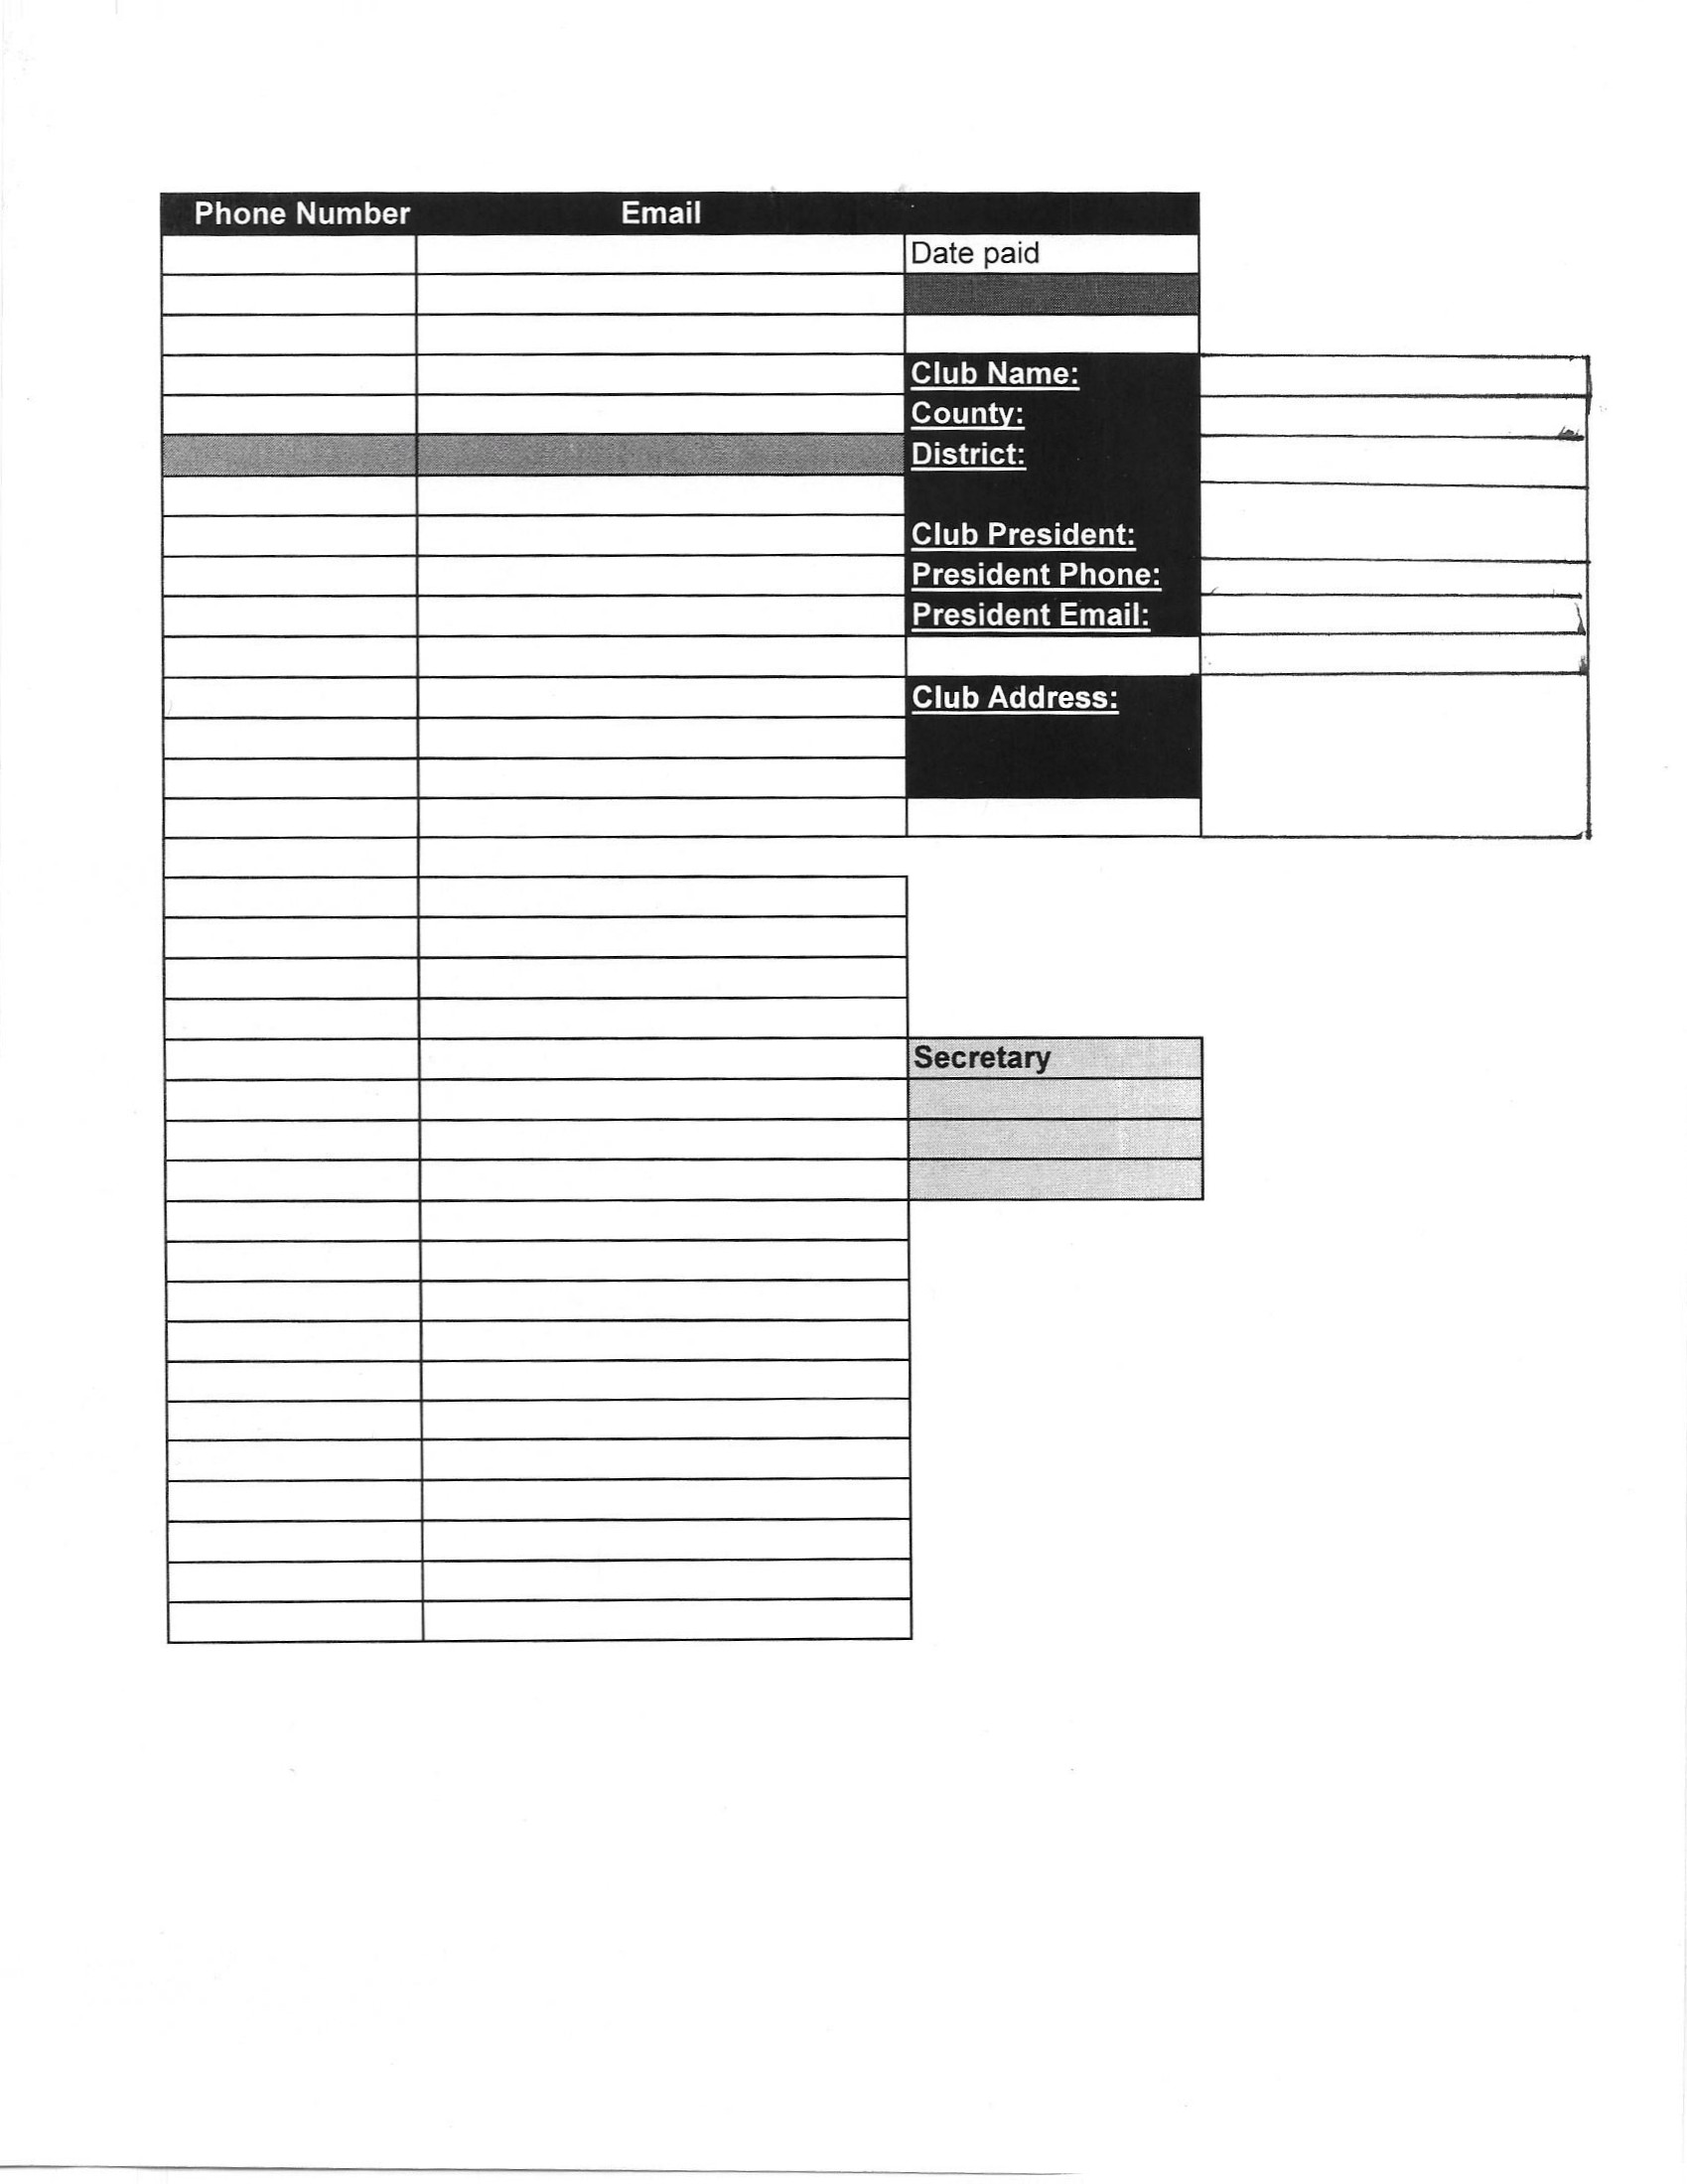 Phone Number Email
Date paid
Club Name:
County:
District:
Club President:
President Phone:
President Email:
Club Address:
Secretary